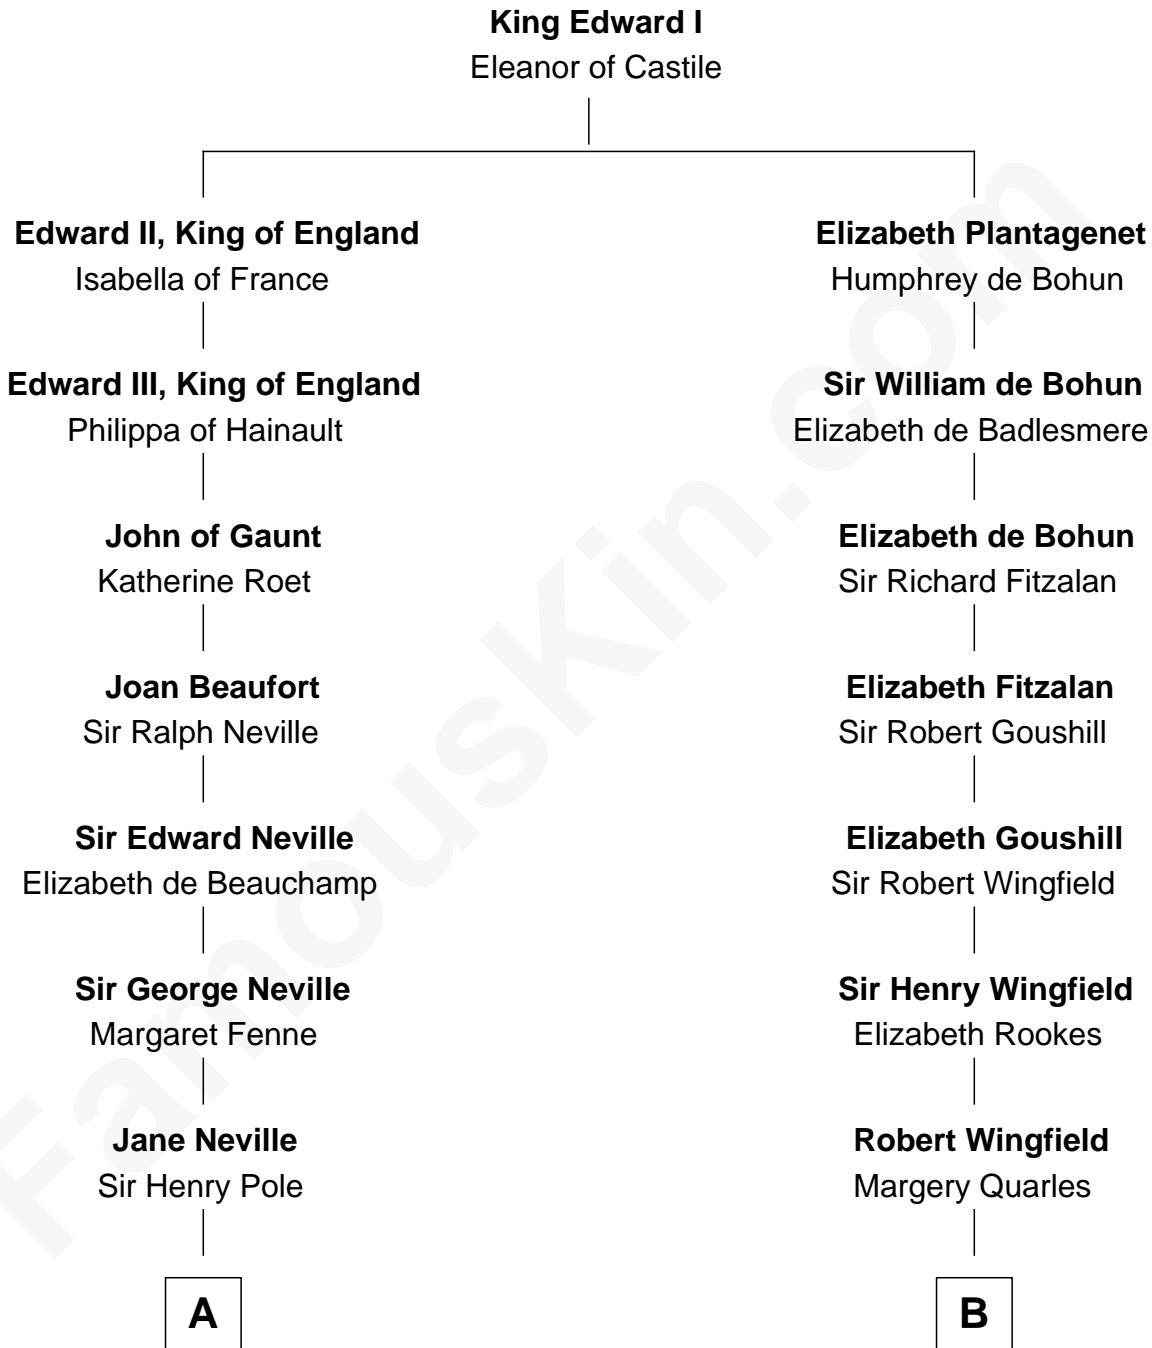 King Edward I
Eleanor of Castile
Edward II, King of England
Isabella of France
Elizabeth Plantagenet
Humphrey de Bohun
Edward III, King of England
Philippa of Hainault
Sir William de Bohun
Elizabeth de Badlesmere
John of Gaunt
Katherine Roet
Elizabeth de Bohun
Sir Richard Fitzalan
Joan Beaufort
Sir Ralph Neville
Elizabeth Fitzalan
Sir Robert Goushill
Sir Edward Neville
Elizabeth de Beauchamp
Elizabeth Goushill
Sir Robert Wingfield
Sir George Neville
Margaret Fenne
Sir Henry Wingfield
Elizabeth Rookes
Jane Neville
Sir Henry Pole
Robert Wingfield
Margery Quarles
A
B
FamousKin.com